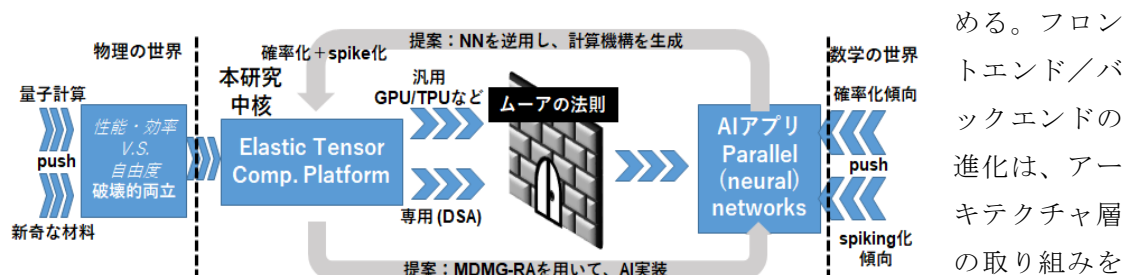 提案：NNを逆用し、計算機構を生成
物理の世界
確率化＋spike化
数学の世界
本研究
中核
汎用
GPU/TPUなど
量子計算
確率化傾向
ムーアの法則
性能・効率
V.S.
自由度
破壊的両立
push
Elastic Tensor
Comp. Platform
AIアプリ
Parallel
(neural)
networks
push
専用 (DSA)
新奇な材料
spiking化
傾向
提案：MDMG-RAを用いて、AI実装
める。フロン
トエンド／バ
ックエンドの
進化は、アー
キテクチャ層
の取り組みを